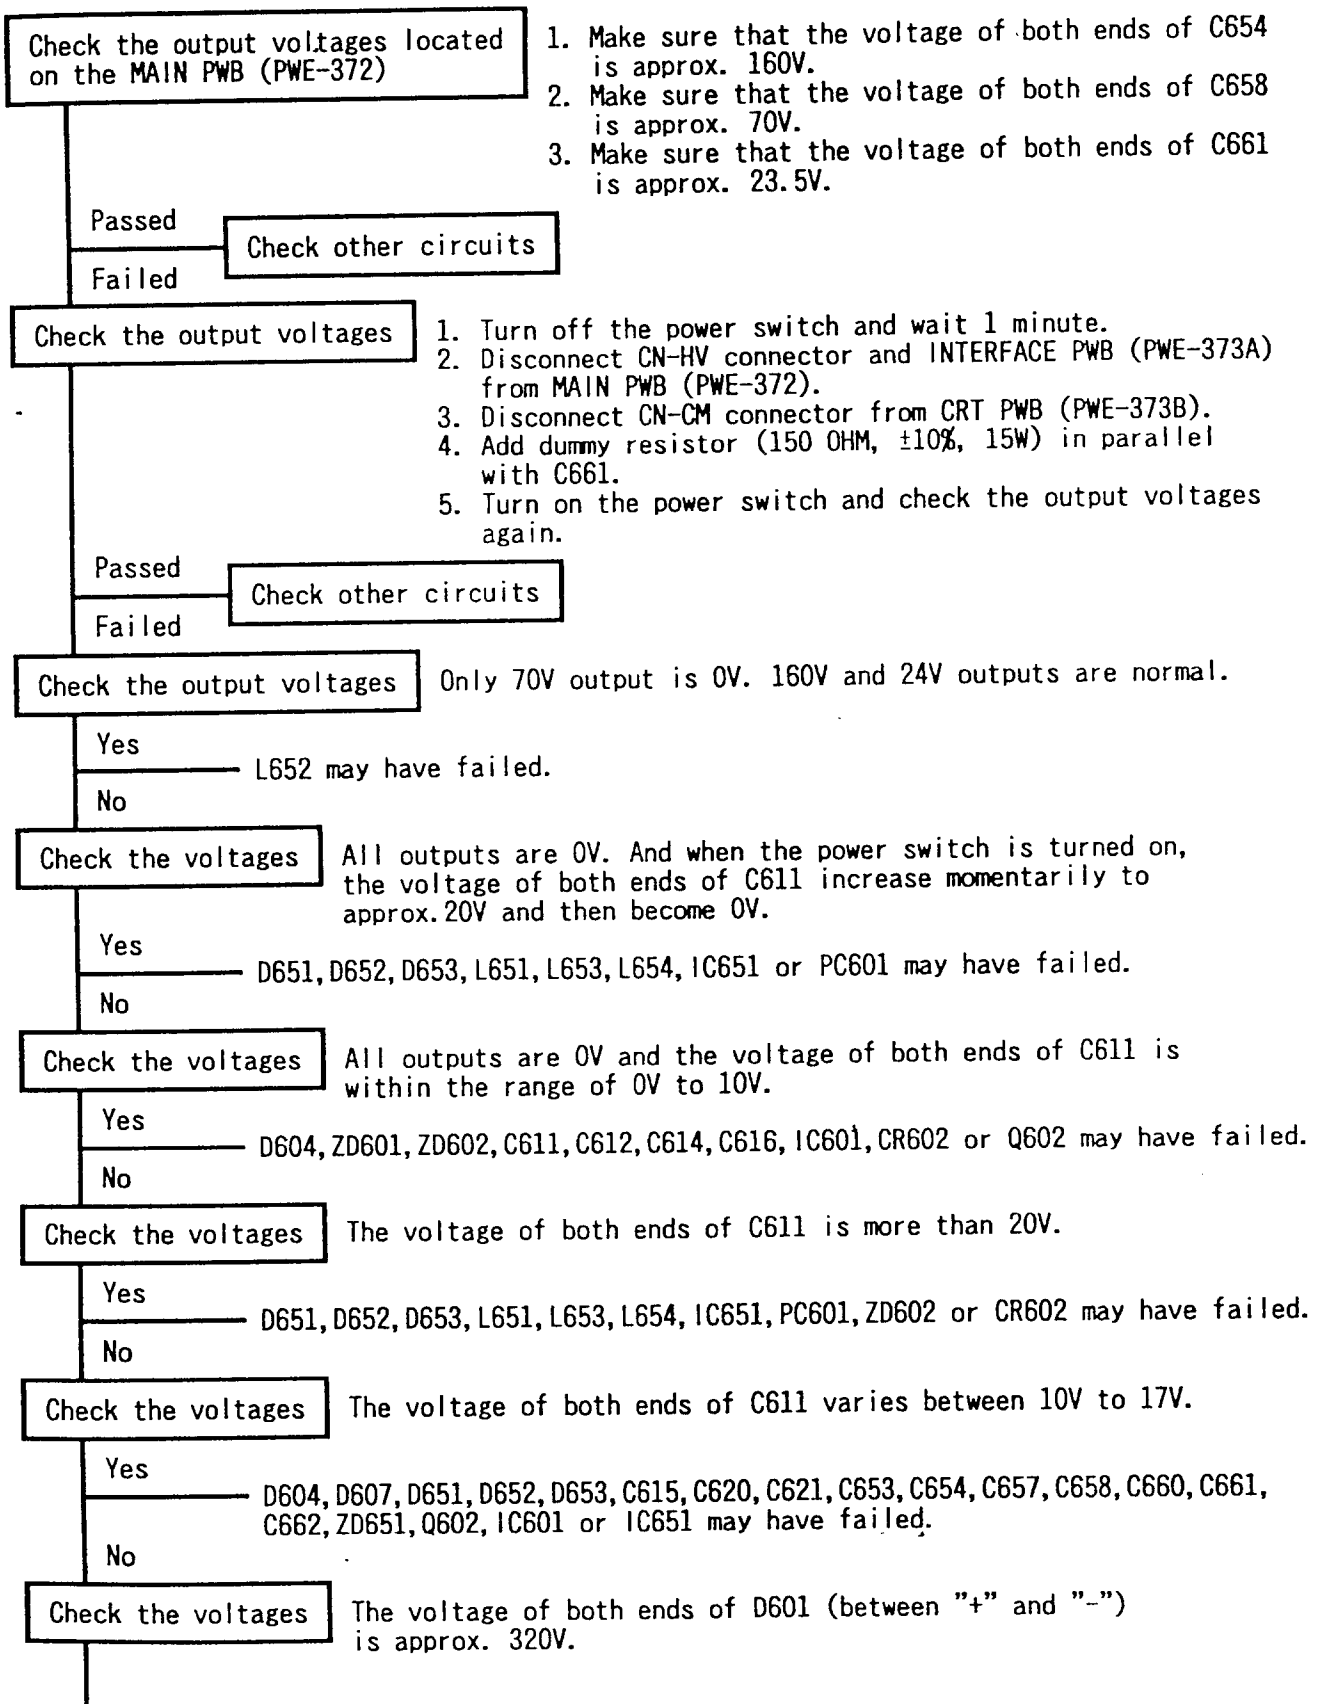 Check the output voltages located
on the MAIN PWB (PWE-372)
1. Make sure that the voltage of both ends of C654
is approx. 160V.
2. Make sure that the voltage of both ends of C658
is approx. 70V.
3. Make sure that the voltage of both ends of C661
is approx. 23.5V.
Passed
Check other circuits
Failed
Check the output voltages
1. Turn off the power switch and wait 1 minute.
2. Disconnect CN-HV connector and INTERFACE PWB (PWE-373A)
from MAIN PWB (PWE-372).
3. Disconnect CN-CM connector from CRT PWB (PWE-373B).
4. Add dummy resistor (150 OHM, ±10%, 15W) in parallel
with C661.
5. Turn on the power switch and check the output voltages
again.
Passed
Check other circuits
Failed
Check the output voltages
Only 70V output is 0V. 160V and 24V outputs are normal.
Yes
L652 may have failed.
No
Check the voltages
All outputs are 0V. And when the power switch is turned on,
the voltage of both ends of C611 increase momentarily to
approx. 20V and then become 0V.
Yes
D651, D652, D653, L651, L653, L654, IC651 or PC601 may have failed.
No
Check the voltages
All outputs are 0V and the voltage of both ends of C611 is
within the range of 0V to 10V.
Yes
D604, ZD601, ZD602, C611, C612, C614, C616, IC601, CR602 or Q602 may have failed.
No
Check the voltages
The voltage of both ends of C611 is more than 20V.
Yes
D651, D652, D653, L651, L653, L654, IC651, PC601, ZD602 or CR602 may have failed.
No
Check the voltages
The voltage of both ends of C611 varies between 10V to 17V.
Yes
D604, D607, D651, D652, D653, C615, C620, C621, C653, C654, C657, C658, C660, C661,
C662, ZD651, Q602, IC601 or IC651 may have failed.
No
Check the voltages
The voltage of both ends of D601 (between "+" and "-")
is approx. 320V.